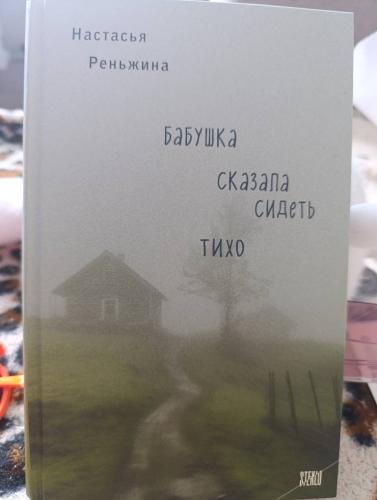 Настасья
Реньжина
БАБУШКА
СКАЗАЛА
СИДЕТЬ
ТИХО